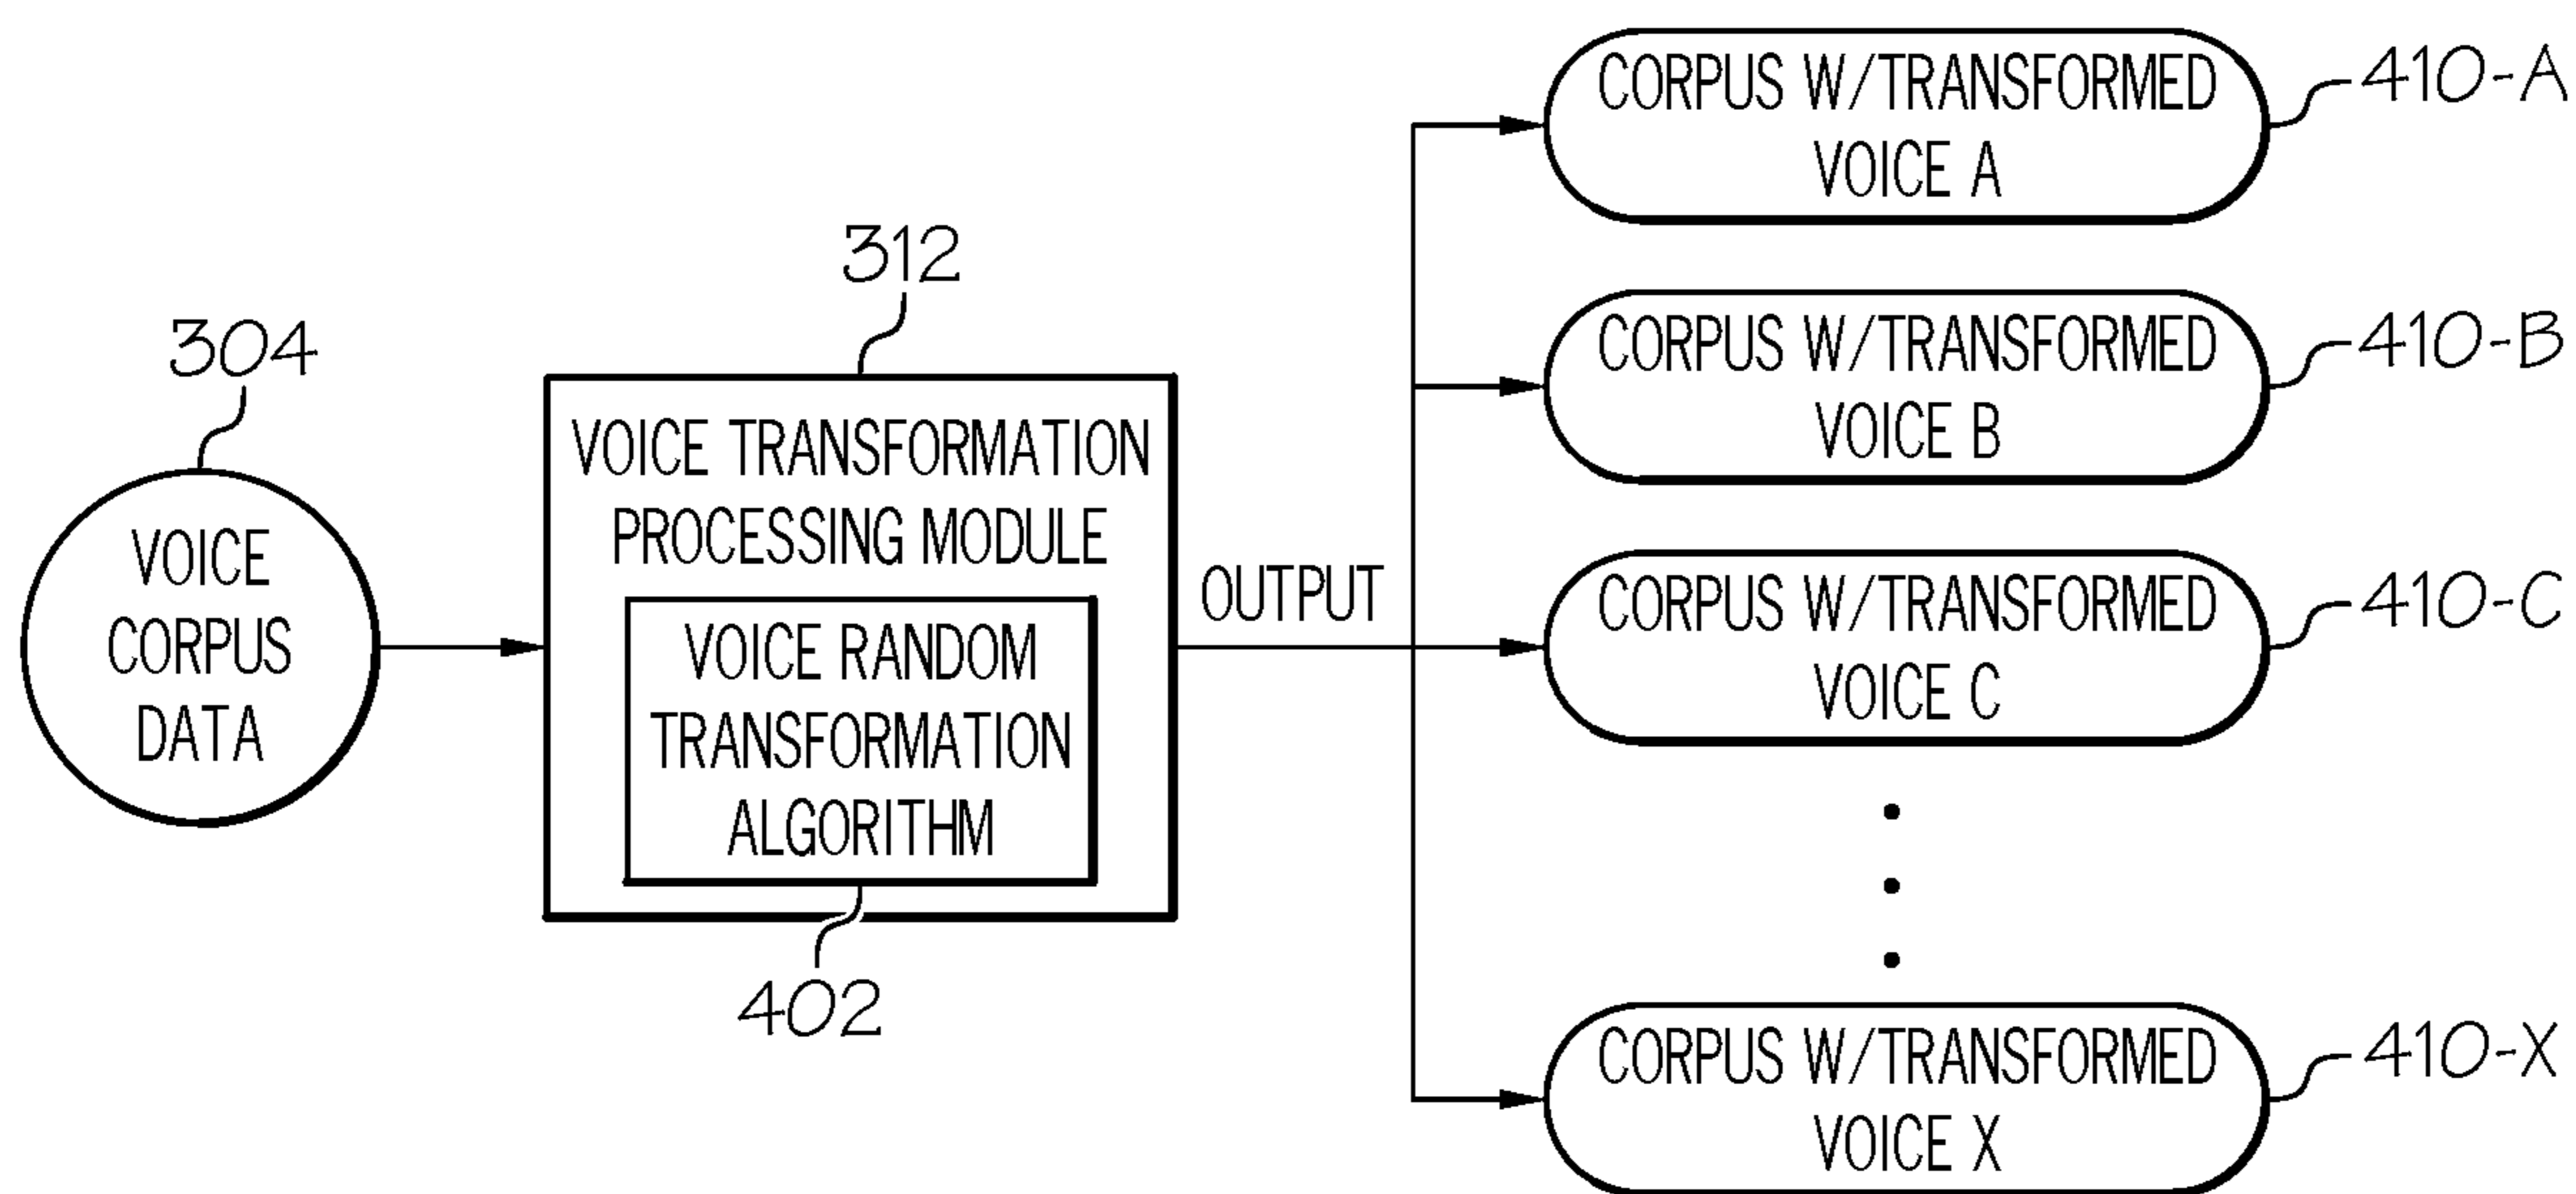 304
VOICE
CORPUS
DATA
312
VOICE TRANSFORMATION
PROCESSING MODULE
VOICE RANDOM
TRANSFORMATION
ALGORITHM
402
OUTPUT
CORPUS W/TRANSFORMED
VOICE A
410-A
CORPUS W/TRANSFORMED
VOICE B
410-B
CORPUS W/TRANSFORMED
VOICE C
410-C
CORPUS W/TRANSFORMED
VOICE X
410-X